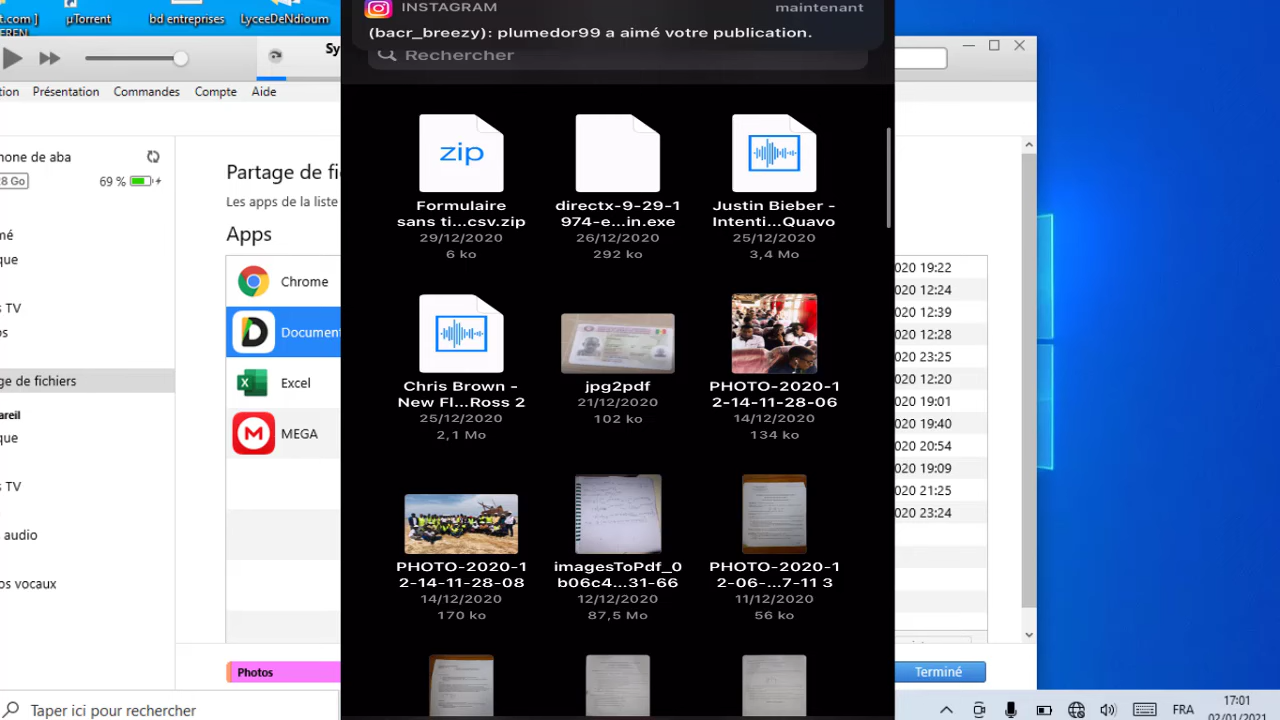 t.com ]
EREN
µTorrent
bd entreprises
LyceeDeNdioum
Sy
tion
Présentation
Commandes
Compte
Aide
hone de aba
8 Go
69 %
mé
que
s TV
os
ge de fichiers
areil
que
s TV
audio
os vocaux
Partage de fi
Les apps de la liste
Apps
Chrome
Document
Excel
MEGA
Photos
INSTAGRAM
maintenant
(bacr_breezy): plumedor99 a aimé votre publication.
Rechercher
zip
Formulaire
sans ti...csv.zip
29/12/2020
6 ko
directx-9-29-1
974-e...in.exe
26/12/2020
292 ko
Justin Bieber -
Intenti...Quavo
25/12/2020
3,4 Mo
Chris Brown -
New Fl...Ross 2
25/12/2020
2,1 Mo
jpg2pdf
21/12/2020
102 ko
PHOTO-2020-1
2-14-11-28-06
14/12/2020
134 ko
PHOTO-2020-1
2-14-11-28-08
14/12/2020
170 ko
imagesToPdf_0
b06c4...31-66
12/12/2020
87,5 Mo
PHOTO-2020-1
2-06-...7-11 3
11/12/2020
56 ko
020 19:22
020 12:24
020 12:39
020 12:28
020 23:25
020 12:20
020 19:01
020 19:40
020 20:54
020 19:09
020 21:25
020 23:24
Terminé
Taper ici pour rechercher
FRA
17:01
02/01/2021